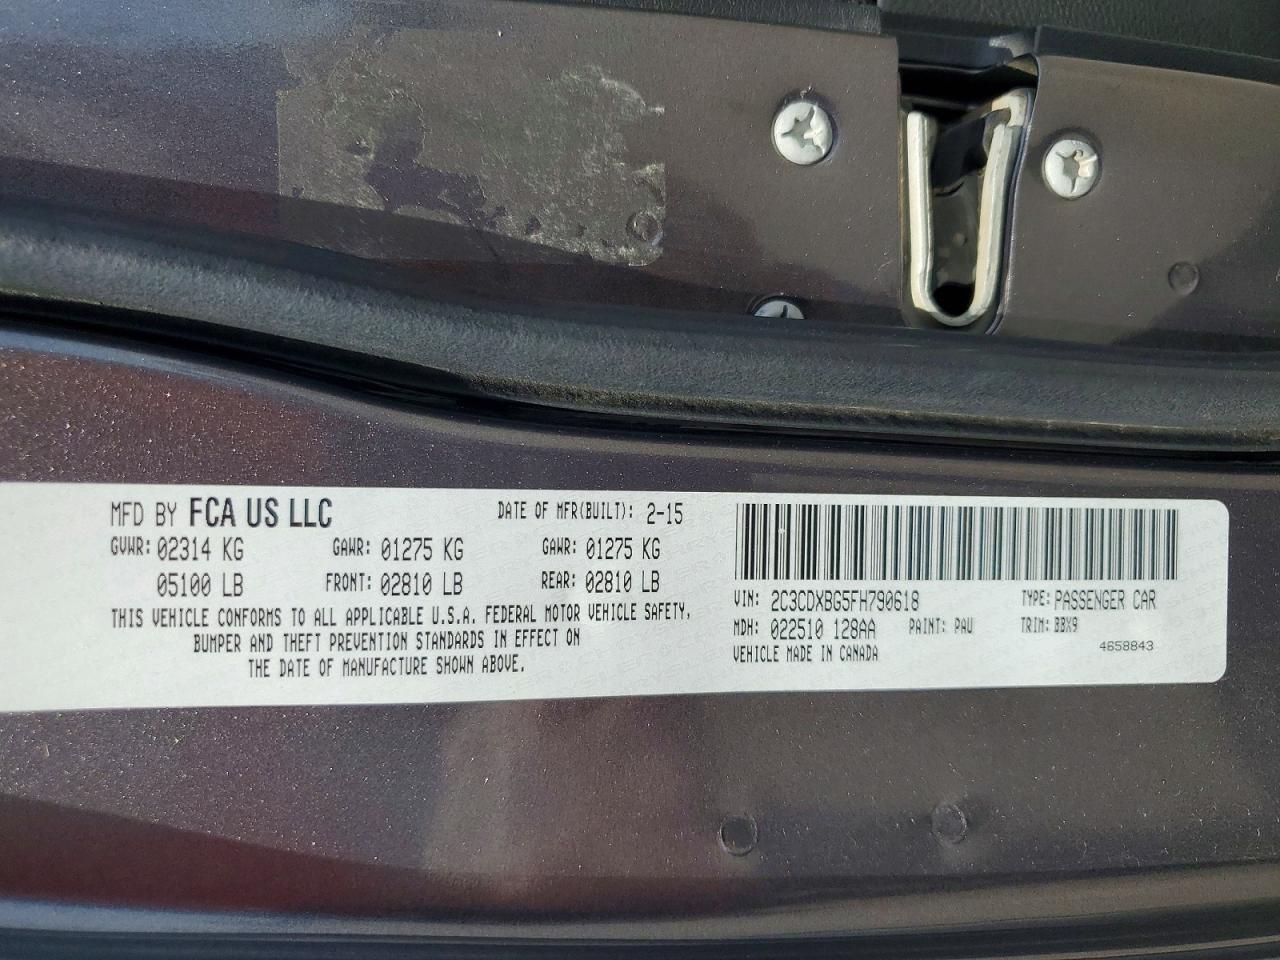 MFD BY FCA US LLC DATE OF MFR(BUILT): 2-15
GVWR: 02314 KG GAWR: 01275 KG GAWR: 01275 KG
05100 LB FRONT: 02810 LB REAR: 02810 LB
THIS VEHICLE CONFORMS TO ALL APPLICABLE U.S.A. FEDERAL MOTOR VEHICLE SAFETY,
BUMPER AND THEFT PREVENTION STANDARDS IN EFFECT ON
THE DATE OF MANUFACTURE SHOWN ABOVE.
VIN: 2C3CDXBG5FH790618 TYPE: PASSENGER CAR
MDH: 022510 128AA PAINT: PAU TRIM: BBX9
VEHICLE MADE IN CANADA 4658843